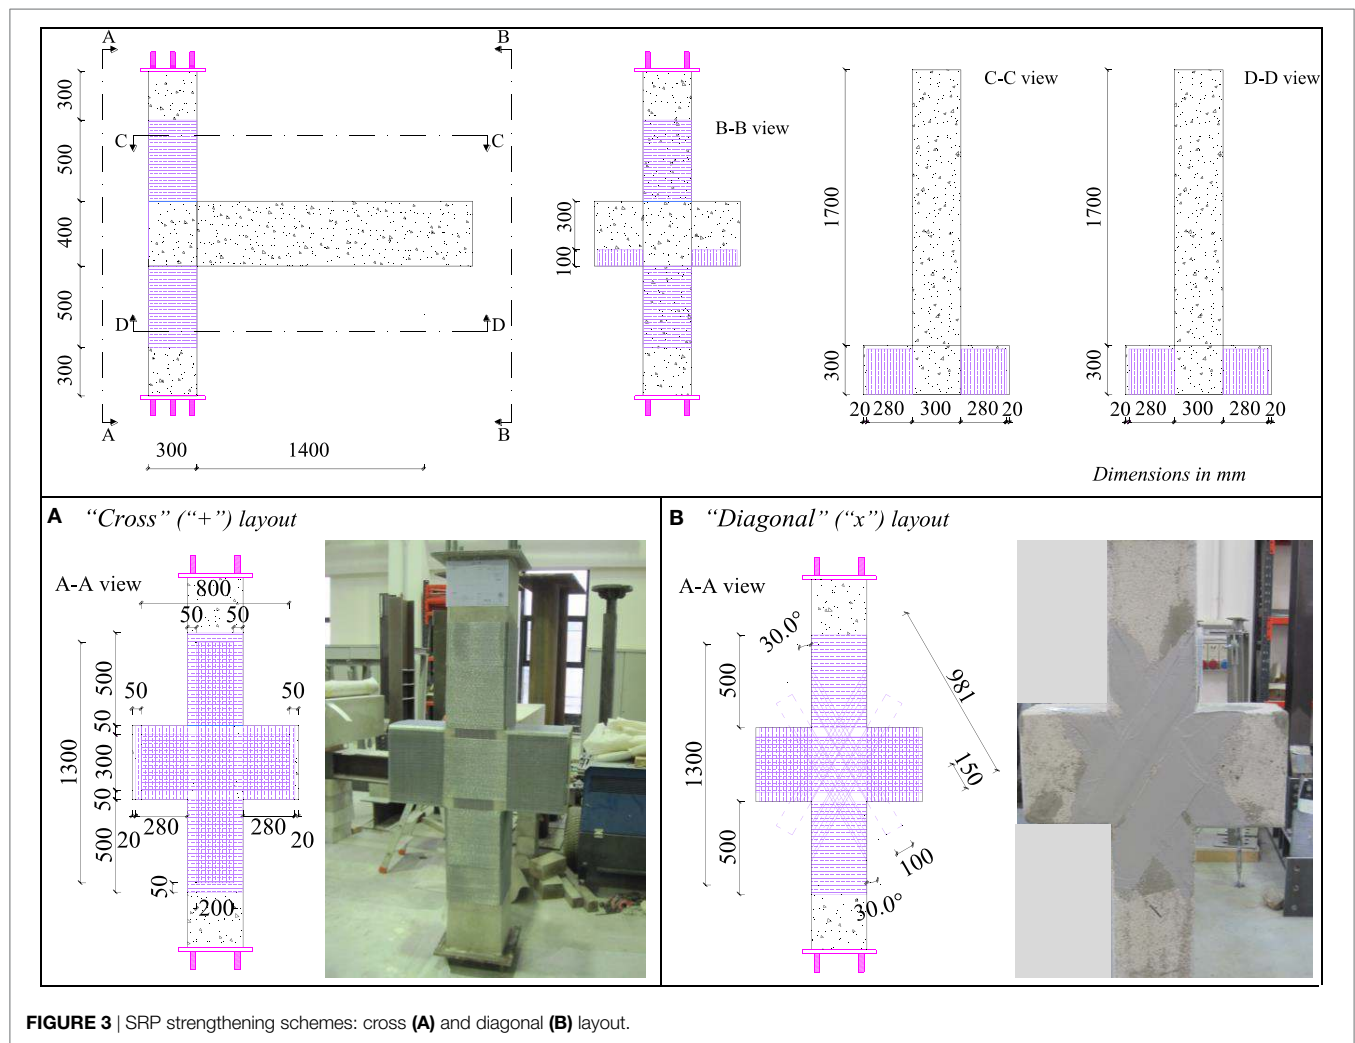 A
B
300
C
C
500
400
500
D
D
300
A
B
300
1400
B-B view
300
100
C-C view
1700
300
20 280 300 280 20
D-D view
1700
300
20 280 300 280 20
Dimensions in mm
A “Cross” (“+”) layout
A-A view
800
50 50
500
50
50
50
1300
300
50
280
280
20
20
500
50
200
B “Diagonal” (“x”) layout
A-A view
30.0°
500
981
1300
150
500
100
30.0°
FIGURE 3 | SRP strengthening schemes: cross (A) and diagonal (B) layout.